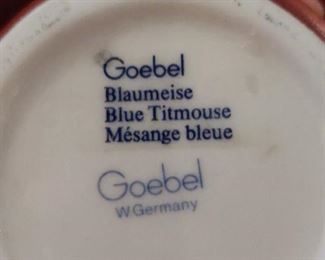 Goebel
Blaumeise
Blue Titmouse
Mésange bleue
Goebel
W Germany